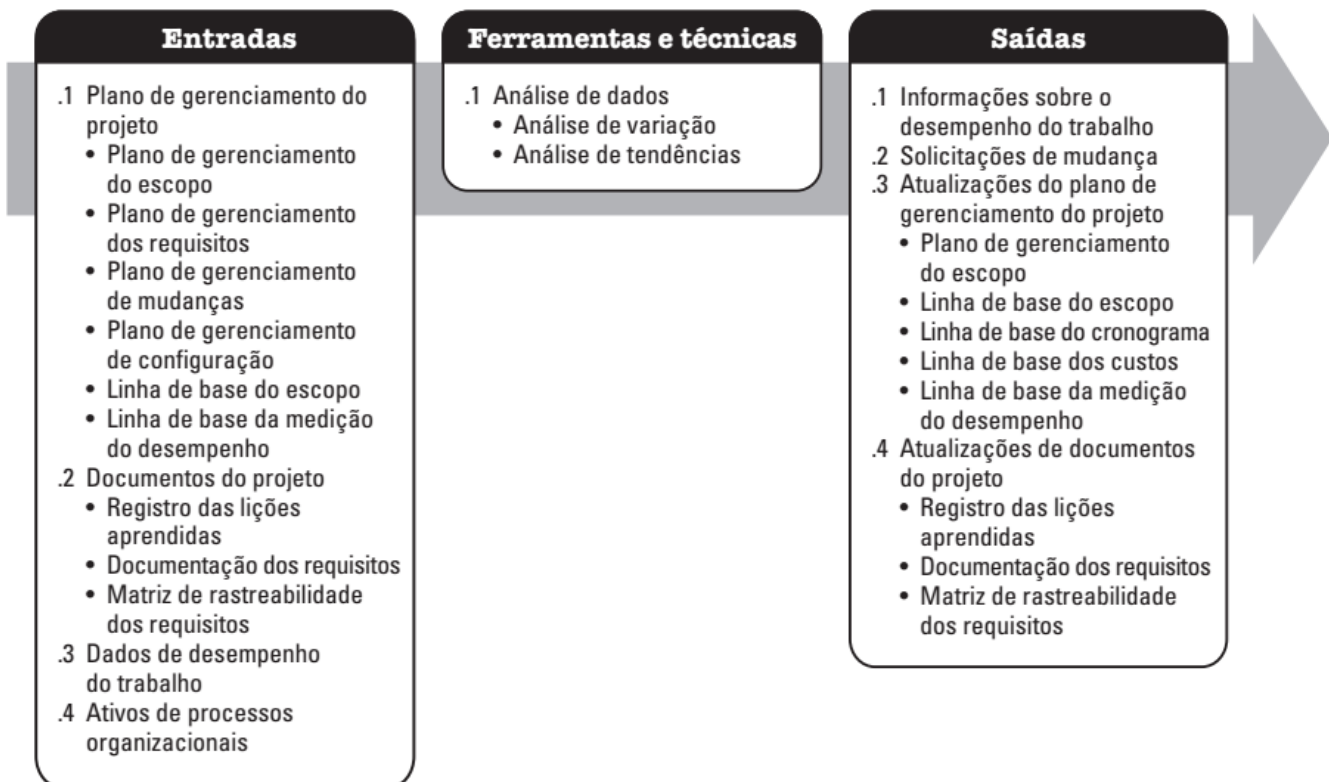 Entradas
.1 Plano de gerenciamento do
projeto
• Plano de gerenciamento
do escopo
• Plano de gerenciamento
dos requisitos
• Plano de gerenciamento
de mudanças
• Plano de gerenciamento
de configuração
• Linha de base do escopo
• Linha de base da medição
do desempenho
.2 Documentos do projeto
• Registro das lições
aprendidas
• Documentação dos requisitos
• Matriz de rastreabilidade
dos requisitos
.3 Dados de desempenho
do trabalho
.4 Ativos de processos
organizacionais
Ferramentas e técnicas
.1 Análise de dados
• Análise de variação
• Análise de tendências
Saídas
.1 Informações sobre o
desempenho do trabalho
.2 Solicitações de mudança
.3 Atualizações do plano de
gerenciamento do projeto
• Plano de gerenciamento
do escopo
• Linha de base do escopo
• Linha de base do cronograma
• Linha de base dos custos
• Linha de base da medição
do desempenho
.4 Atualizações de documentos
do projeto
• Registro das lições
aprendidas
• Documentação dos requisitos
• Matriz de rastreabilidade
dos requisitos